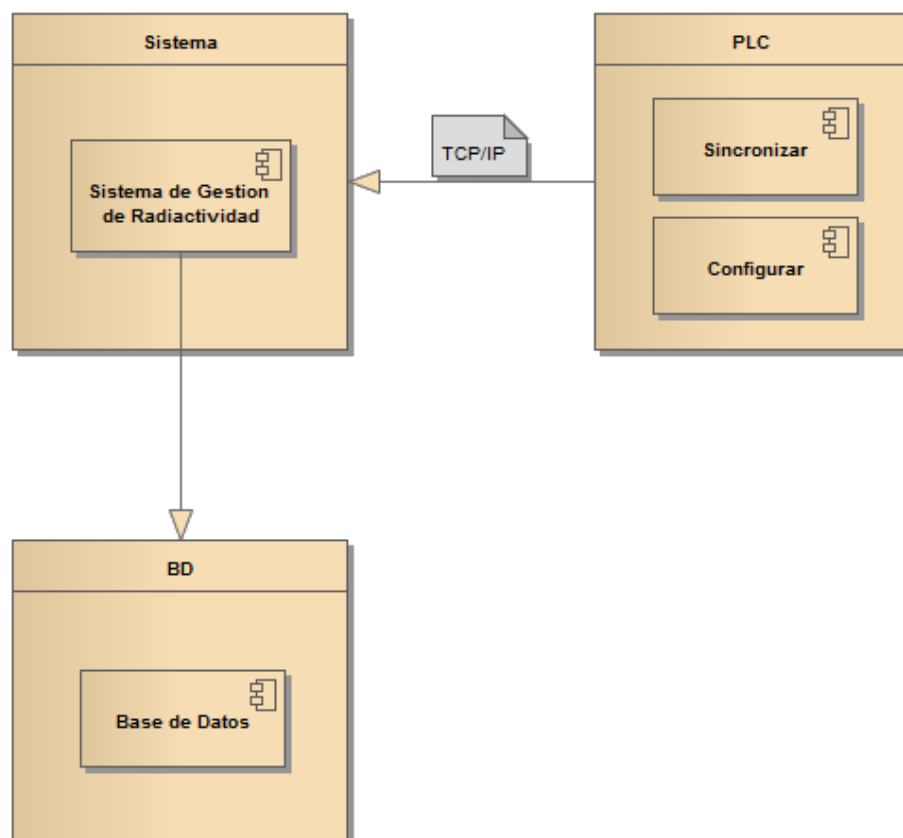 Sistema
Sistema de Gestion
de Radiactividad
TCP/IP
PLC
Sincronizar
Configurar
BD
Base de Datos